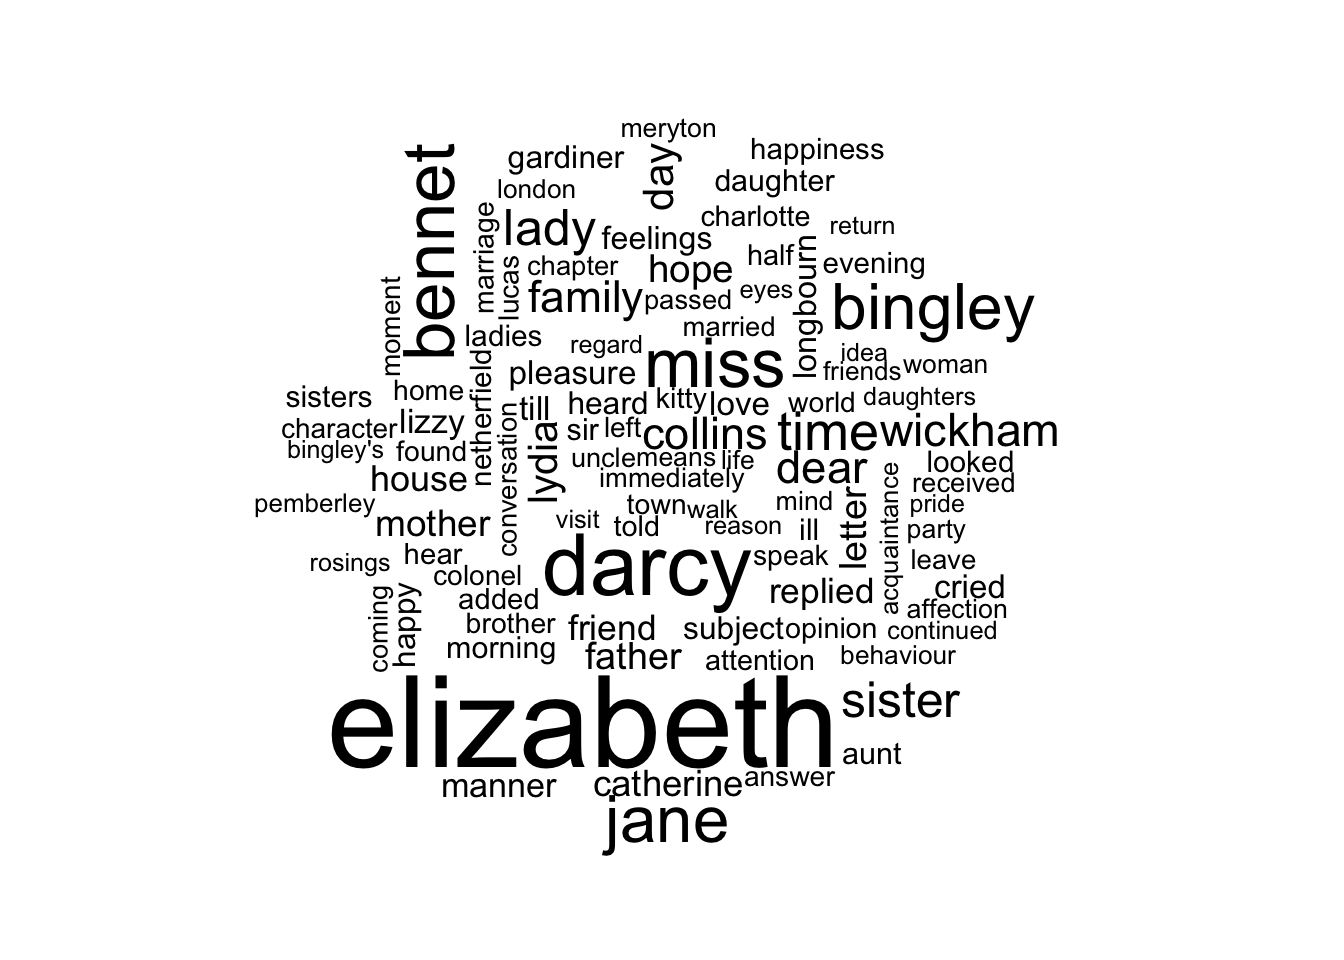 meryton
gardiner
day
happiness
bennet
london
daughter
marriage
lady
feelings
charlotte
return
lucas
chapter
hope
half
longbourn
evening
moment
family
passed
eyes
bingley
ladies
regard
married
miss
idea
friends
woman
netherfield
pleasure
sisters
home
till
heard
kitty
love
world
daughters
character
lizzy
conversation
lydia
sir
left
collins
time
wickham
bingley's
found
uncle
means
life
dear
looked
house
immediately
letter
acquaintance
received
pemberley
mother
visit
told
town
walk
reason
mind
ill
pride
party
rosings
hear
colonel
darcy
speak
leave
coming
happy
added
replied
cried
affection
brother
friend
subject
opinion
continued
morning
father
attention
behaviour
elizabeth
sister
aunt
manner
catherine
answer
jane